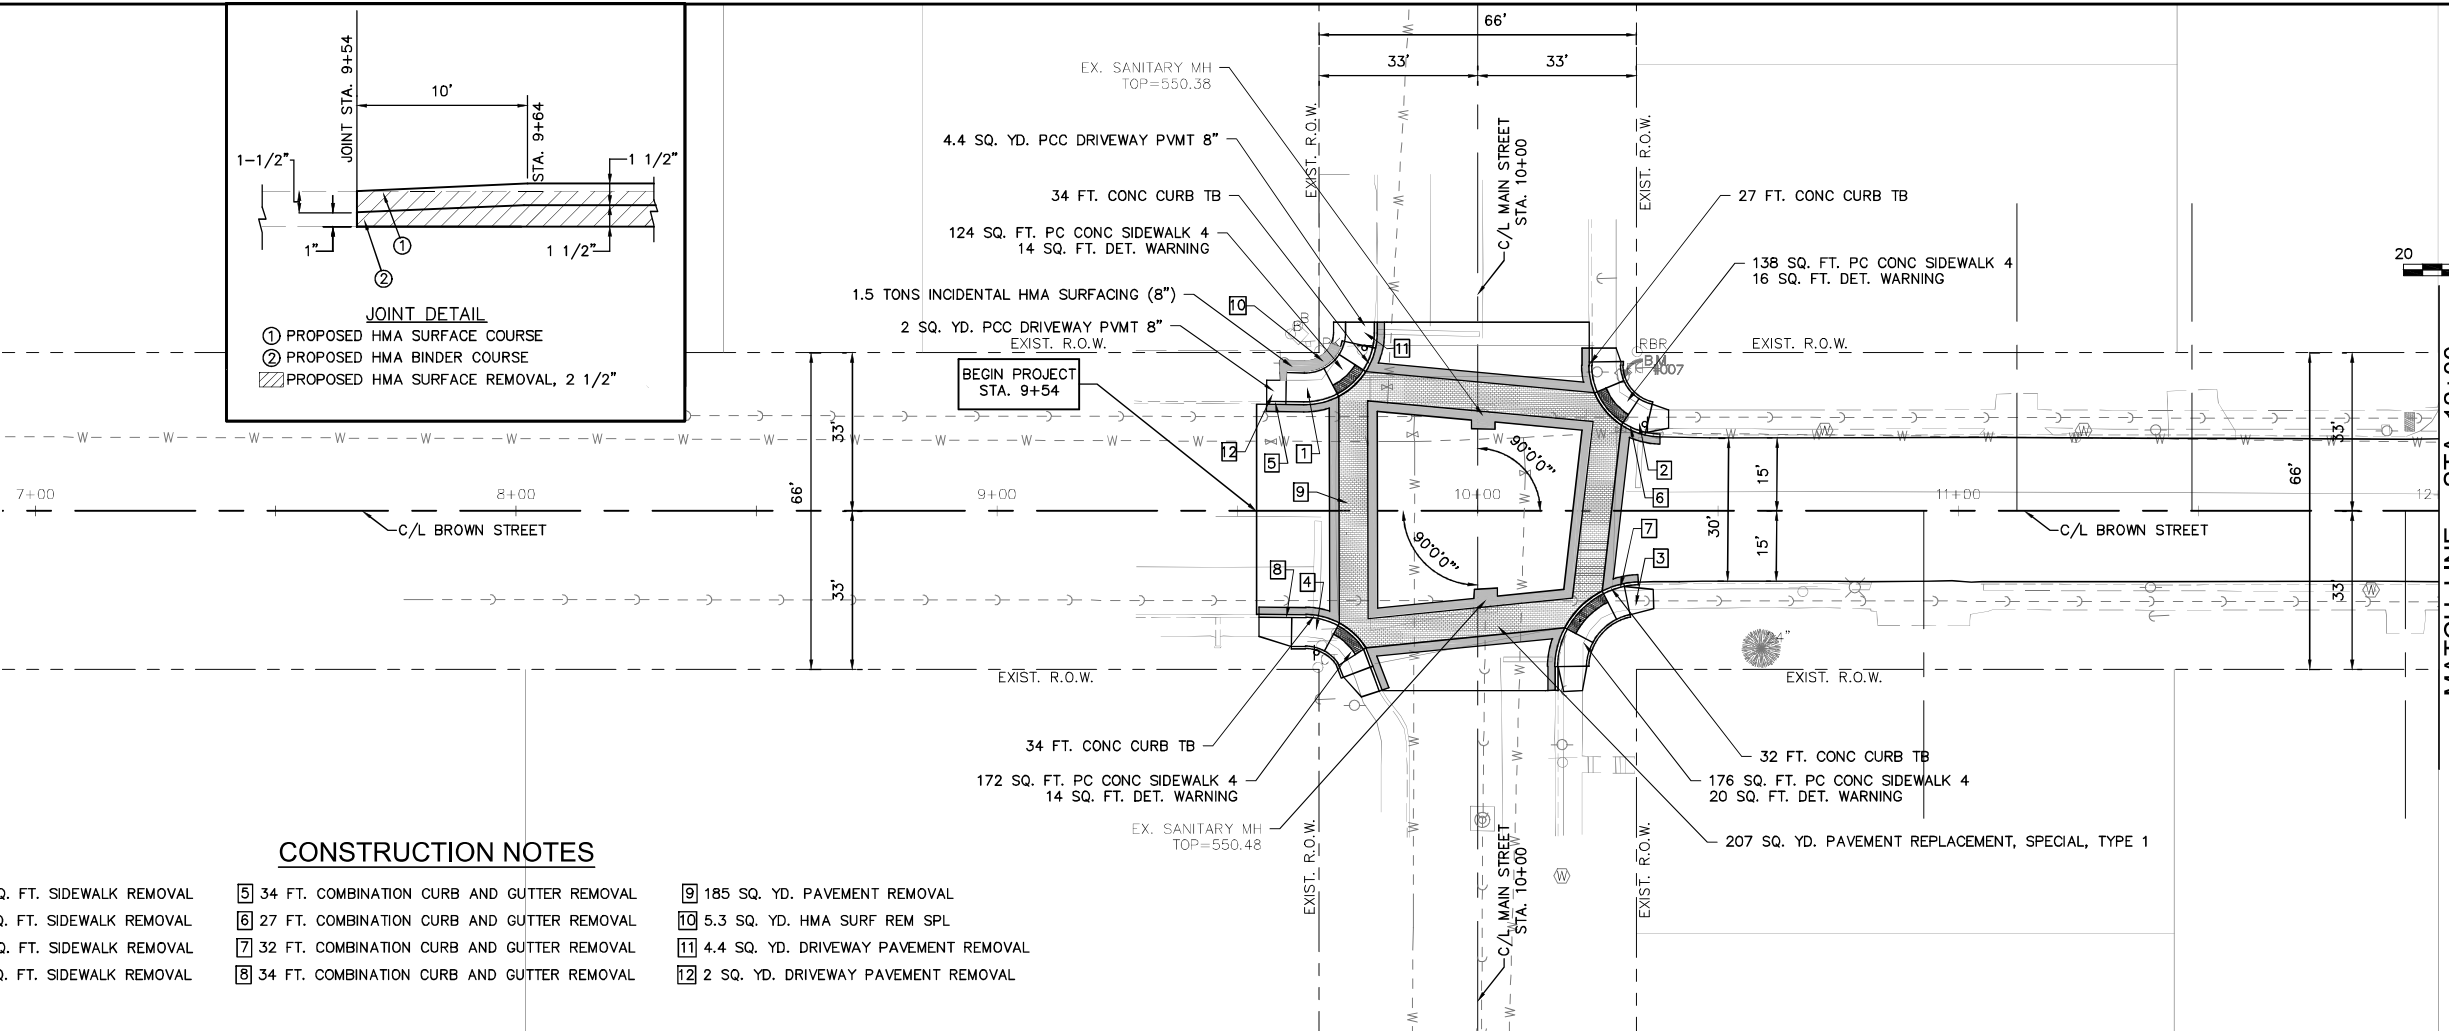 JOINT STA. 9+54
10'
STA. 9+64
1-1/2"
1 1/2"
1"
1 1/2"
1
2
JOINT DETAIL
1 PROPOSED HMA SURFACE COURSE
2 PROPOSED HMA BINDER COURSE
PROPOSED HMA SURFACE REMOVAL, 2 1/2"
66'
33'
33'
EX. SANITARY MH
TOP=550.38
4.4 SQ. YD. PCC DRIVEWAY PVMT 8"
34 FT. CONC CURB TB
124 SQ. FT. PC CONC SIDEWALK 4
14 SQ. FT. DET. WARNING
1.5 TONS INCIDENTAL HMA SURFACING (8")
2 SQ. YD. PCC DRIVEWAY PVMT 8"
EXIST. R.O.W.
BEGIN PROJECT
STA. 9+54
EXIST. R.O.W.
C/L MAIN STREET
STA. 10+00
EXIST. R.O.W.
27 FT. CONC CURB TB
138 SQ. FT. PC CONC SIDEWALK 4
16 SQ. FT. DET. WARNING
20
RBR
BM
EXIST. R.O.W.
10
11
12
5
1
9
2
6
7
3
8
4
90°0'0"
90°0'0"
7+00
8+00
9+00
10+00
11+00
12
C/L BROWN STREET
C/L BROWN STREET
33'
66'
33'
15'
30'
15'
66'
33'
33'
EXIST. R.O.W.
EXIST. R.O.W.
34 FT. CONC CURB TB
172 SQ. FT. PC CONC SIDEWALK 4
14 SQ. FT. DET. WARNING
EX. SANITARY MH
TOP=550.48
32 FT. CONC CURB TB
176 SQ. FT. PC CONC SIDEWALK 4
20 SQ. FT. DET. WARNING
207 SQ. YD. PAVEMENT REPLACEMENT, SPECIAL, TYPE 1
EXIST. R.O.W.
C/L MAIN STREET
STA. 10+00
EXIST. R.O.W.
CONSTRUCTION NOTES
FT. SIDEWALK REMOVAL
FT. SIDEWALK REMOVAL
FT. SIDEWALK REMOVAL
FT. SIDEWALK REMOVAL
5 34 FT. COMBINATION CURB AND GUTTER REMOVAL
6 27 FT. COMBINATION CURB AND GUTTER REMOVAL
7 32 FT. COMBINATION CURB AND GUTTER REMOVAL
8 34 FT. COMBINATION CURB AND GUTTER REMOVAL
9 185 SQ. YD. PAVEMENT REMOVAL
10 5.3 SQ. YD. HMA SURF REM SPL
11 4.4 SQ. YD. DRIVEWAY PAVEMENT REMOVAL
12 2 SQ. YD. DRIVEWAY PAVEMENT REMOVAL